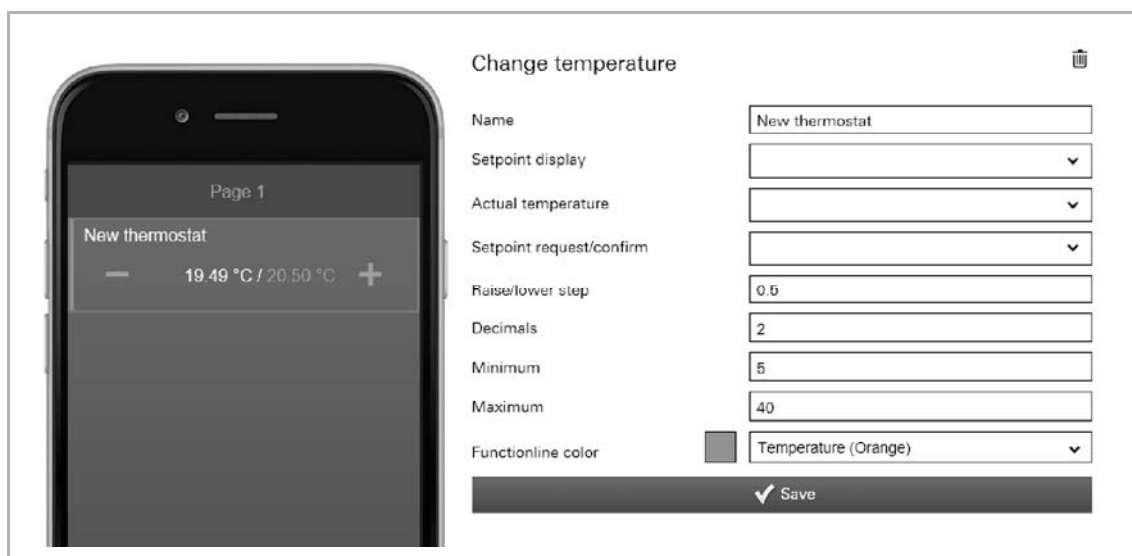 Page 1
New thermostat
19.49 °C / 20.50 °C
Change temperature
Name New thermostat
Setpoint display
Actual temperature
Setpoint request/confirm
Raise/lower step 0.5
Decimals 2
Minimum 5
Maximum 40
Functionline color Temperature (Orange)
Save